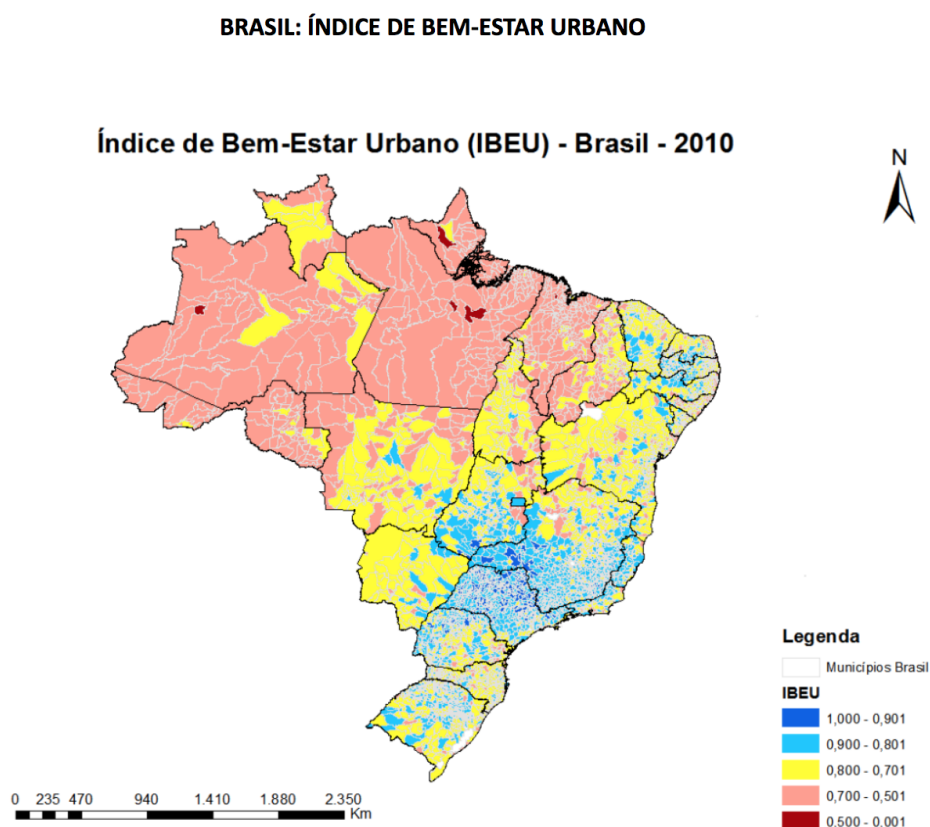 BRASIL: ÍNDICE DE BEM-ESTAR URBANO
Índice de Bem-Estar Urbano (IBEU) - Brasil - 2010
N
Legenda
Municípios Brasil
IBEU
1,000 - 0,901
0,900 - 0,801
0,800 - 0,701
0,700 - 0,501
0,500 - 0,001
0 235 470 940 1.410 1.880 2.350
Km